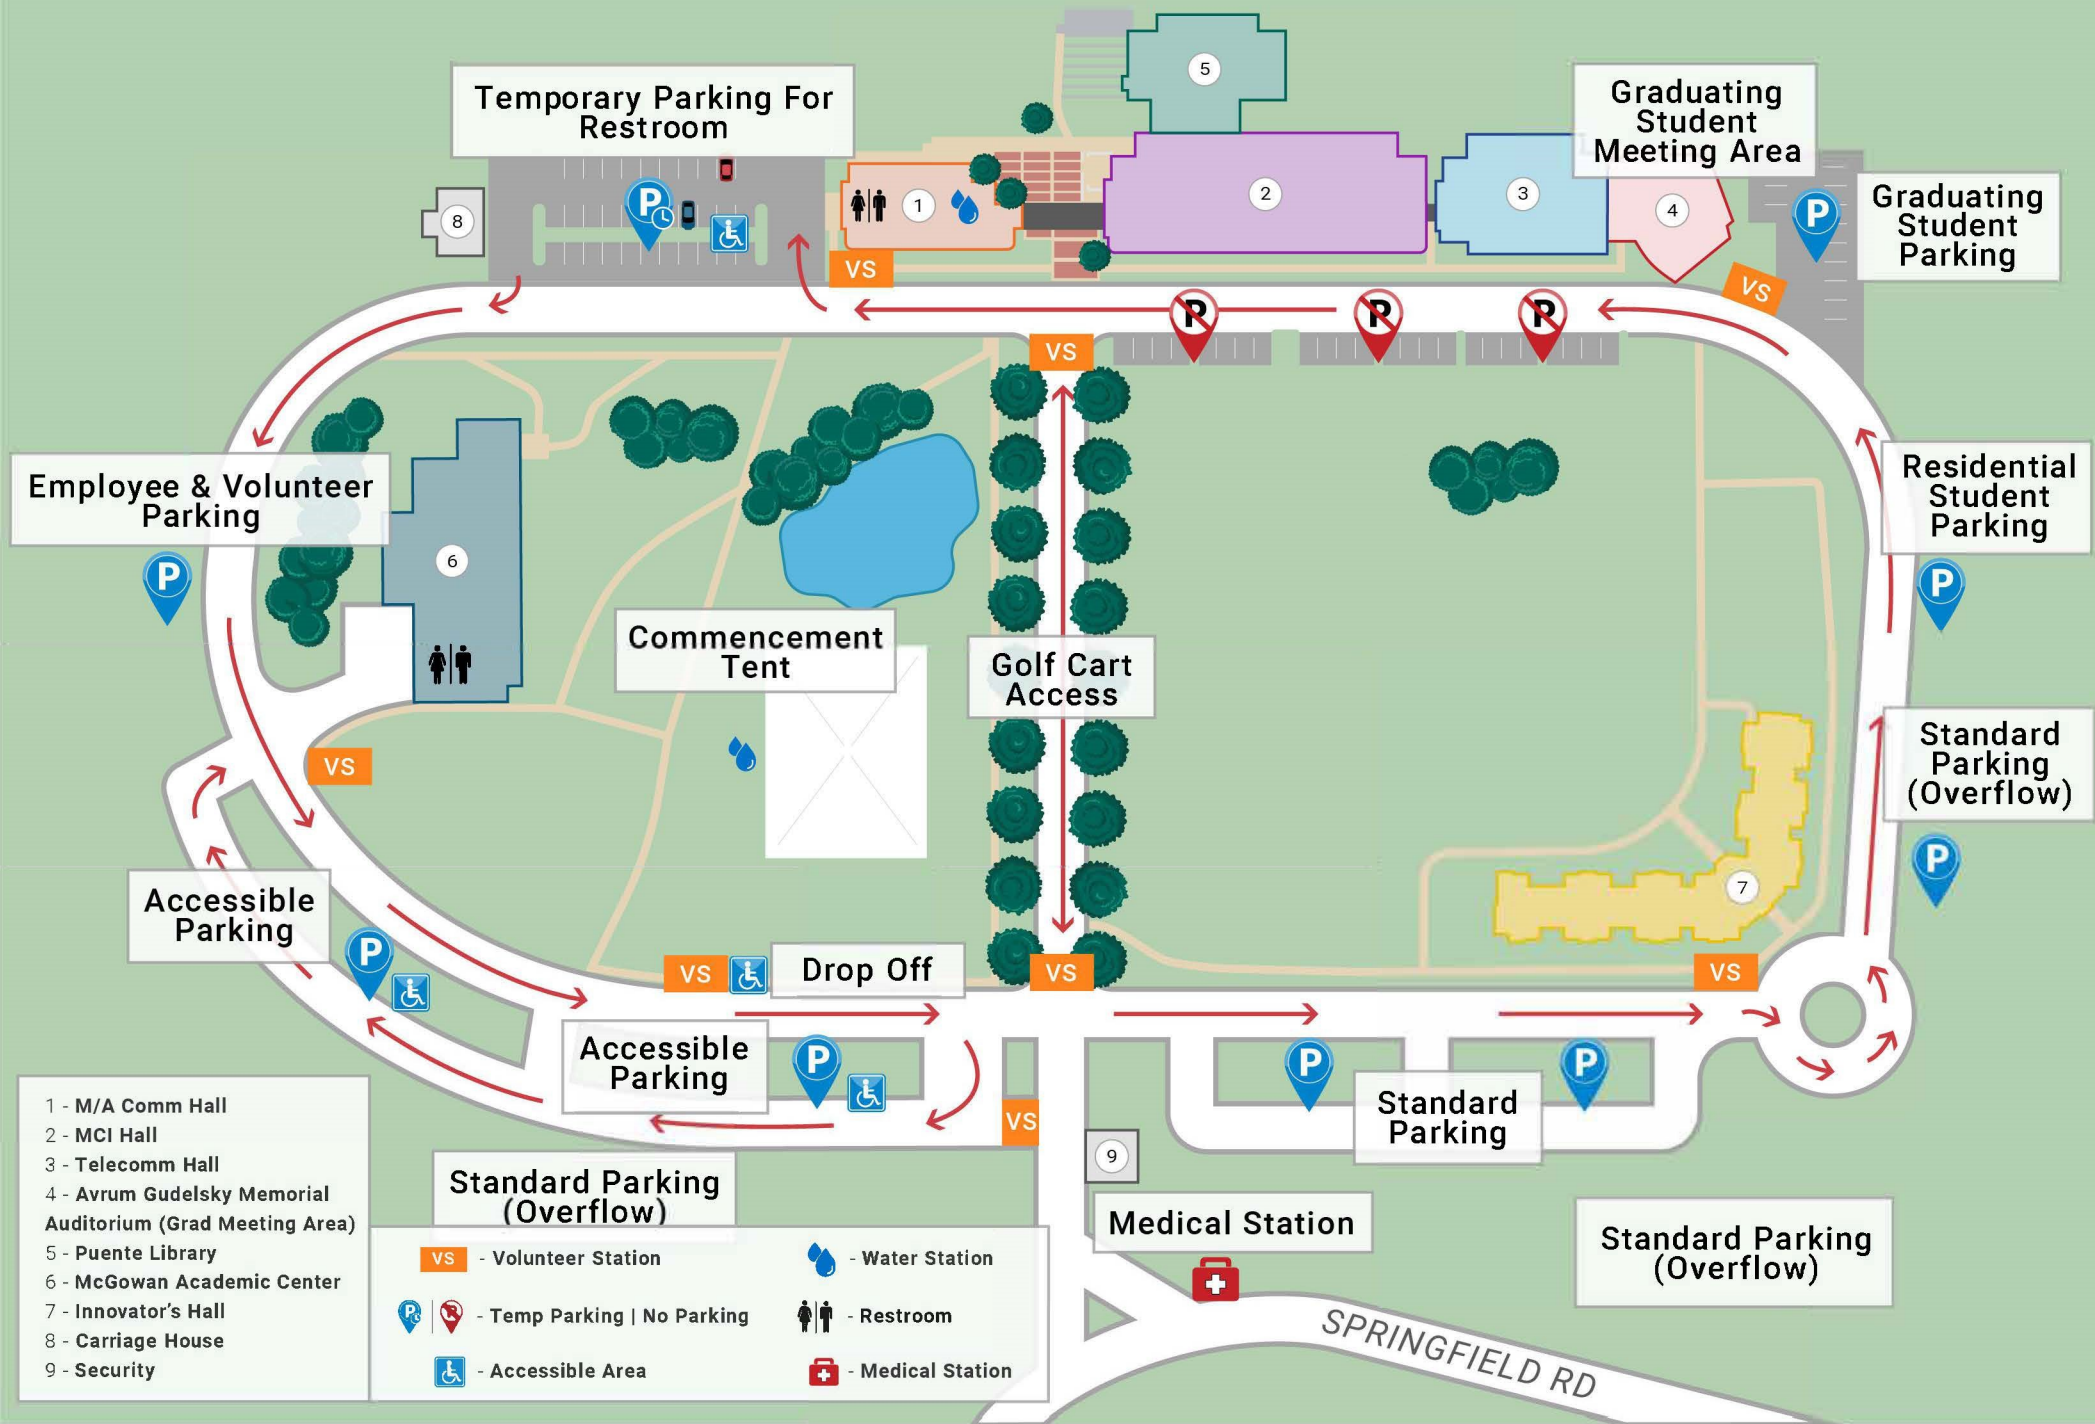 5
Temporary Parking For
Restroom
Graduating
Student
Meeting Area
Graduating
Student
Parking
8
P
1
2
3
4
P
VS
VS
P
P
P
VS
Employee & Volunteer
Parking
P
6
Residential
Student
Parking
P
Commencement
Tent
Golf Cart
Access
VS
Standard
Parking
(Overflow)
P
7
Accessible
Parking
P
VS
Drop Off
VS
VS
Accessible
Parking
P
P
P
Standard
Parking
VS
9
1 - M/A Comm Hall
2 - MCI Hall
3 - Telecomm Hall
4 - Avrum Gudelsky Memorial
Auditorium (Grad Meeting Area)
5 - Puente Library
6 - McGowan Academic Center
7 - Innovator's Hall
8 - Carriage House
9 - Security
Standard Parking
(Overflow)
VS - Volunteer Station
- Water Station
P - Temp Parking | No Parking
- Restroom
- Accessible Area
- Medical Station
Medical Station
Standard Parking
(Overflow)
SPRINGFIELD RD